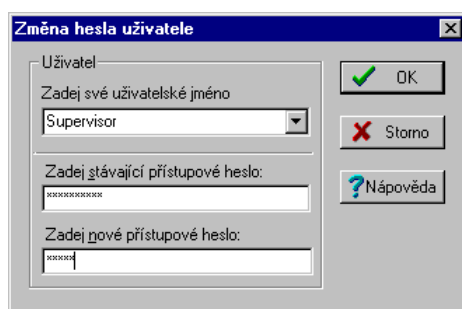 Změna hesla uživatele
Uživatel
Zadej své uživatelské jméno
Supervisor
Zadej stávající přístupové heslo:
**********
Zadej nové přístupové heslo:
*****
OK
Storno
Nápověda